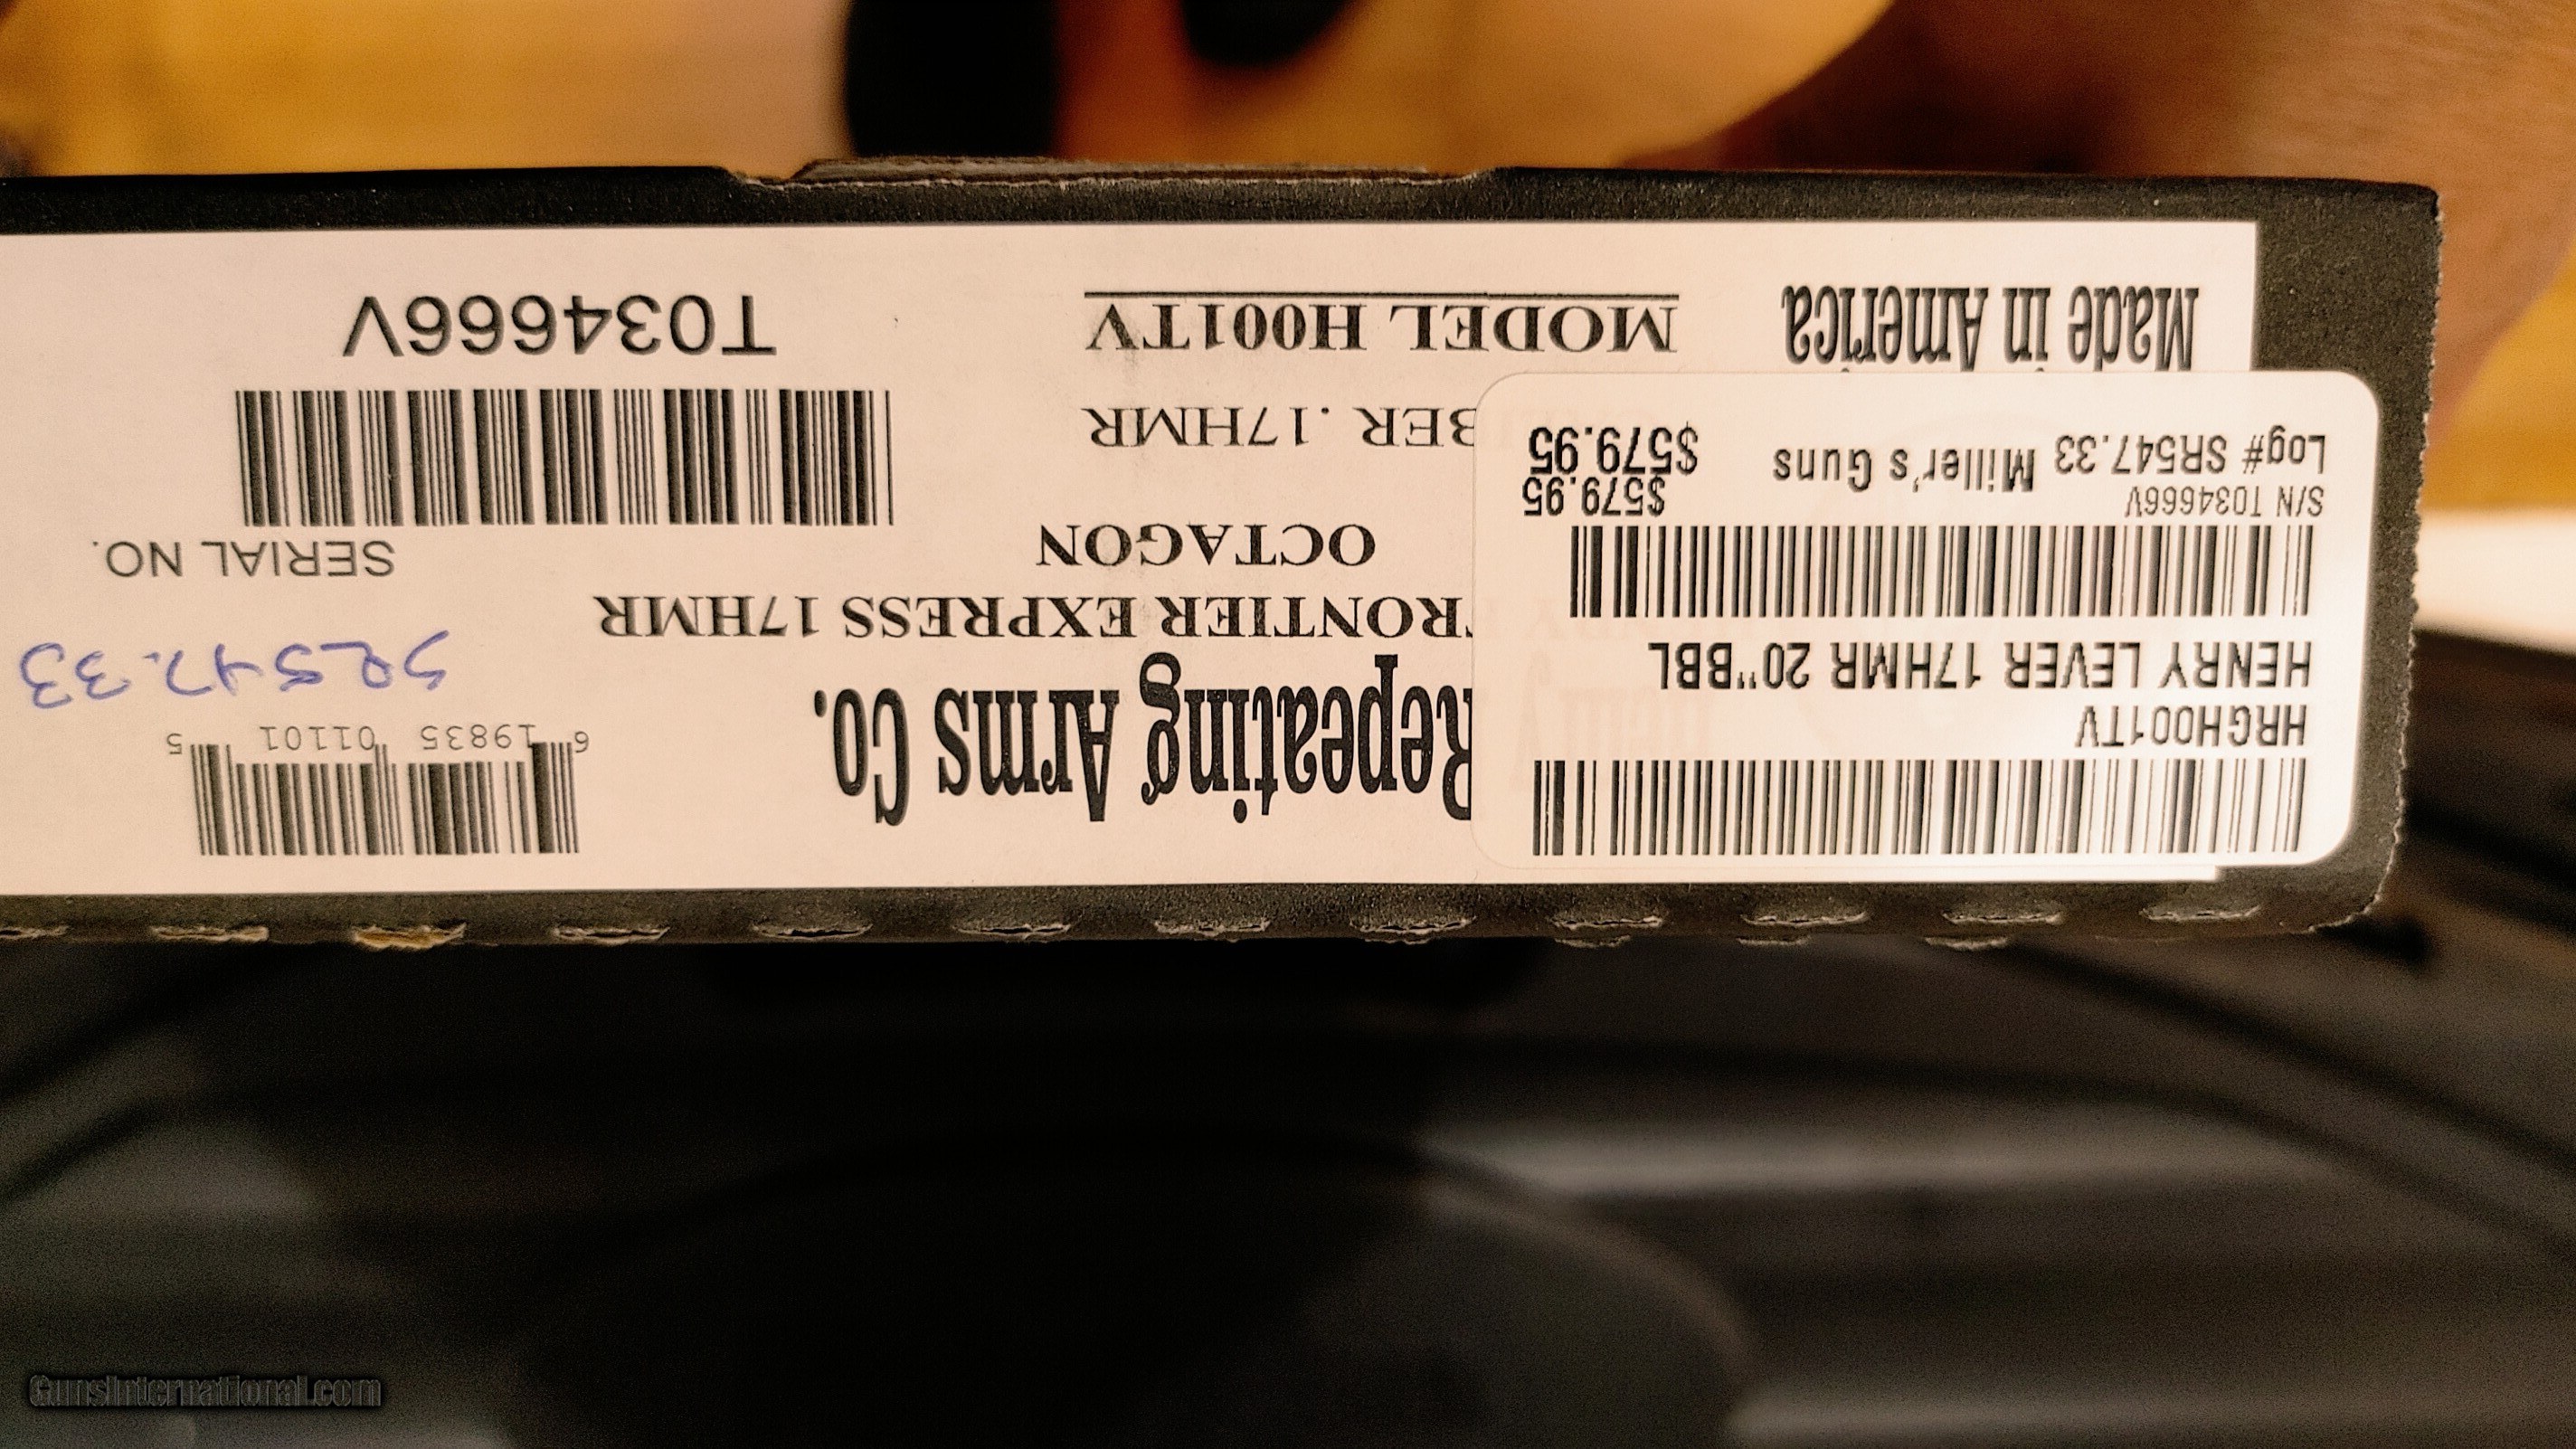 HRGH001TV
HENRY LEVER 17HMR 20"BBL
S/N T034666V $579.95
Log# SR547.33 Miller's Guns $579.95
Made in America
Repeating Arms Co.
RONTIER EXPRESS 17HMR
OCTAGON
BER .17HMR
MODEL H001TV
6 19835 01101 5
SR547.33
SERIAL NO.
T034666V
GunsInternational.com